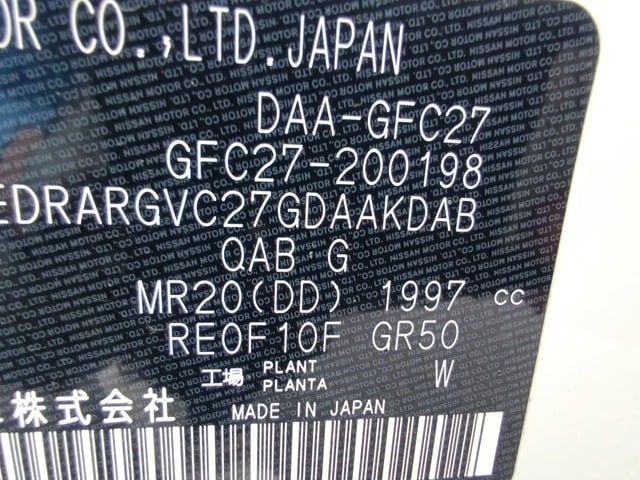 OR CO.,LTD.JAPAN
DAA-GFC27
GFC27-200198
EDRARGVC27GDAAKDAB
QAB G
MR20(DD) 1997 cc
RE0F10F GR50
工場 PLANT PLANTA W
株式会社 MADE IN JAPAN